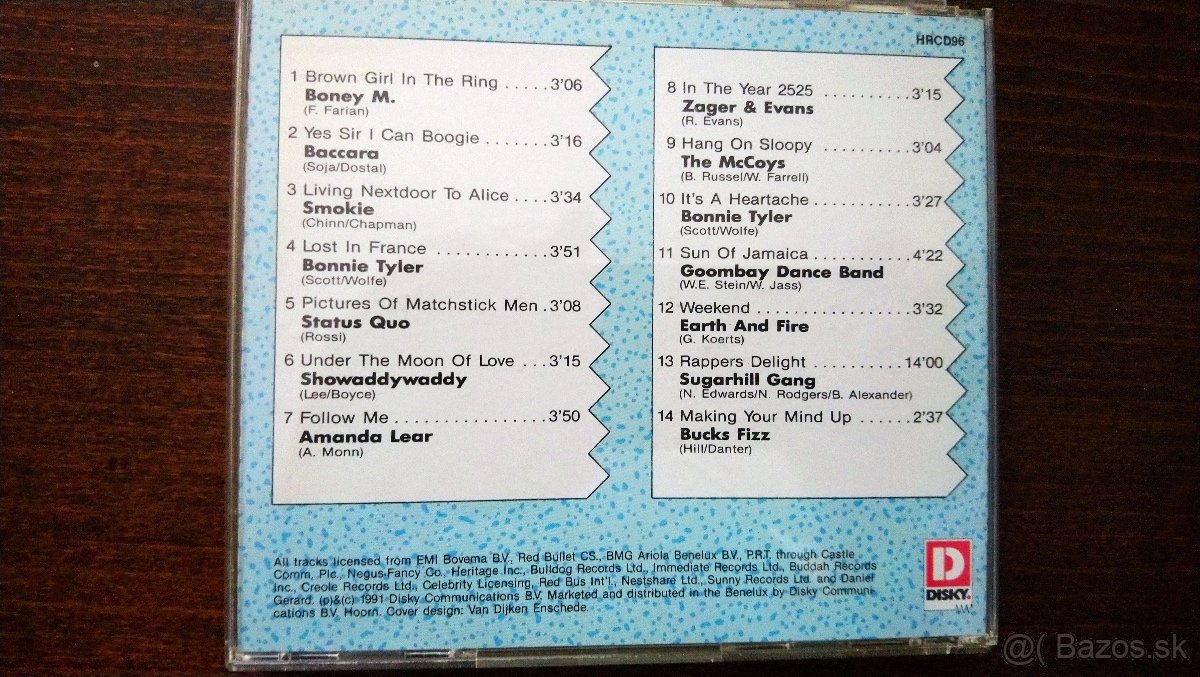 HRCD96
1 Brown Girl In The Ring .....3'06
Boney M.
(F. Farian)
2 Yes Sir I Can Boogie .......3'16
Baccara
(Soja/Dostal)
3 Living Nextdoor To Alice ....3'34
Smokie
(Chinn/Chapman)
4 Lost In France ............3'51
Bonnie Tyler
(Scott/Wolfe)
5 Pictures Of Matchstick Men .3'08
Status Quo
(Rossi)
6 Under The Moon Of Love ...3'15
Showaddywaddy
(Lee/Boyce)
7 Follow Me.................3'50
Amanda Lear
(A. Monn)
8 In The Year 2525 ..........3'15
Zager & Evans
(R. Evans)
9 Hang On Sloopy ...........3'04
The McCoys
(B. Russel/W. Farrell)
10 It's A Heartache ............3'27
Bonnie Tyler
(Scott/Wolfe)
11 Sun Of Jamaica ............4'22
Goombay Dance Band
(W.E. Stein/W. Jass)
12 Weekend ..................3'32
Earth And Fire
(G. Koerts)
13 Rappers Delight ..........14'00
Sugarhill Gang
(N. Edwards/N. Rodgers/B. Alexander)
14 Making Your Mind Up ......2'37
Bucks Fizz
(Hill/Danter)
All tracks licensed from EMI Bovema B.V., Red Bullet CS., BMG Ariola Benelux B.V., P.R.T. through Castle
Comm, Plc., Negus-Fancy Co., Heritage Inc., Bulldog Records Ltd., Immediate Records Ltd., Buddah Records
Inc., Creole Records Ltd., Celebrity Licensing, Red Bus Int'l., Nestshare Ltd., Sunny Records Ltd. and Daniel
Gerard. (p)&(c) 1991 Disky Communications B.V. Marketed and distributed in the Benelux by Disky Communi-
cations B.V. Hoorn. Cover design: Van Dijken Enschede.
D
DISKY.
@( Bazos.sk